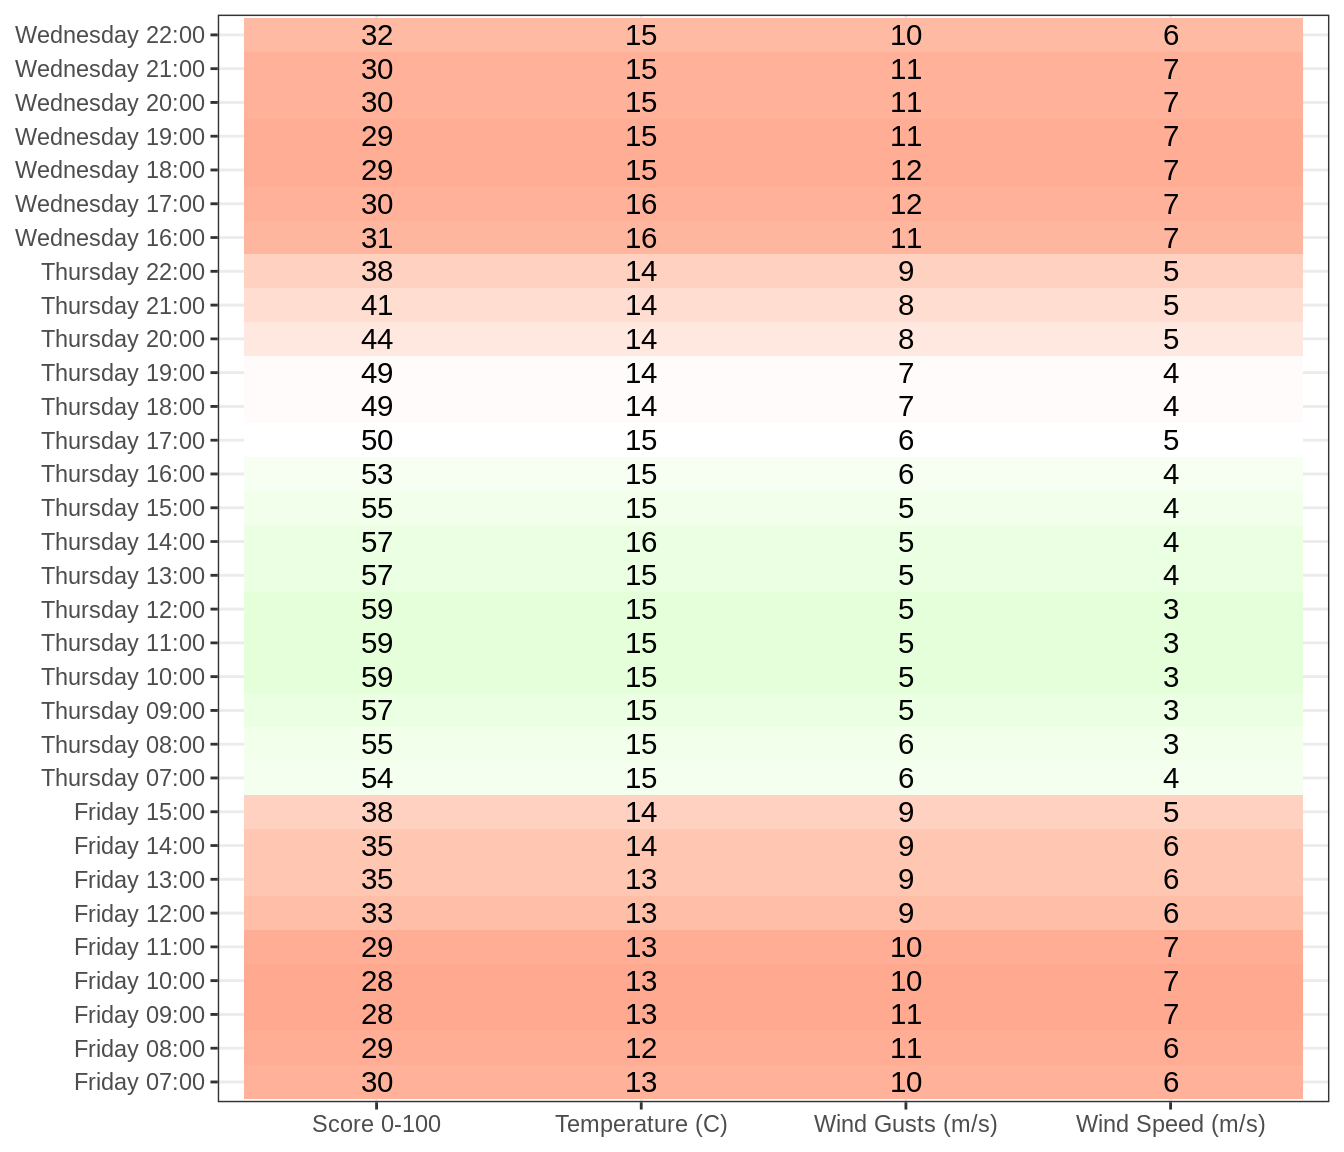 Wednesday 22:00 32 15 10 6
Wednesday 21:00 30 15 11 7
Wednesday 20:00 30 15 11 7
Wednesday 19:00 29 15 11 7
Wednesday 18:00 29 15 12 7
Wednesday 17:00 30 16 12 7
Wednesday 16:00 31 16 11 7
Thursday 22:00 38 14 9 5
Thursday 21:00 41 14 8 5
Thursday 20:00 44 14 8 5
Thursday 19:00 49 14 7 4
Thursday 18:00 49 14 7 4
Thursday 17:00 50 15 6 5
Thursday 16:00 53 15 6 4
Thursday 15:00 55 15 5 4
Thursday 14:00 57 16 5 4
Thursday 13:00 57 15 5 4
Thursday 12:00 59 15 5 3
Thursday 11:00 59 15 5 3
Thursday 10:00 59 15 5 3
Thursday 09:00 57 15 5 3
Thursday 08:00 55 15 6 3
Thursday 07:00 54 15 6 4
Friday 15:00 38 14 9 5
Friday 14:00 35 14 9 6
Friday 13:00 35 13 9 6
Friday 12:00 33 13 9 6
Friday 11:00 29 13 10 7
Friday 10:00 28 13 10 7
Friday 09:00 28 13 11 7
Friday 08:00 29 12 11 6
Friday 07:00 30 13 10 6
Score 0-100 Temperature (C) Wind Gusts (m/s) Wind Speed (m/s)